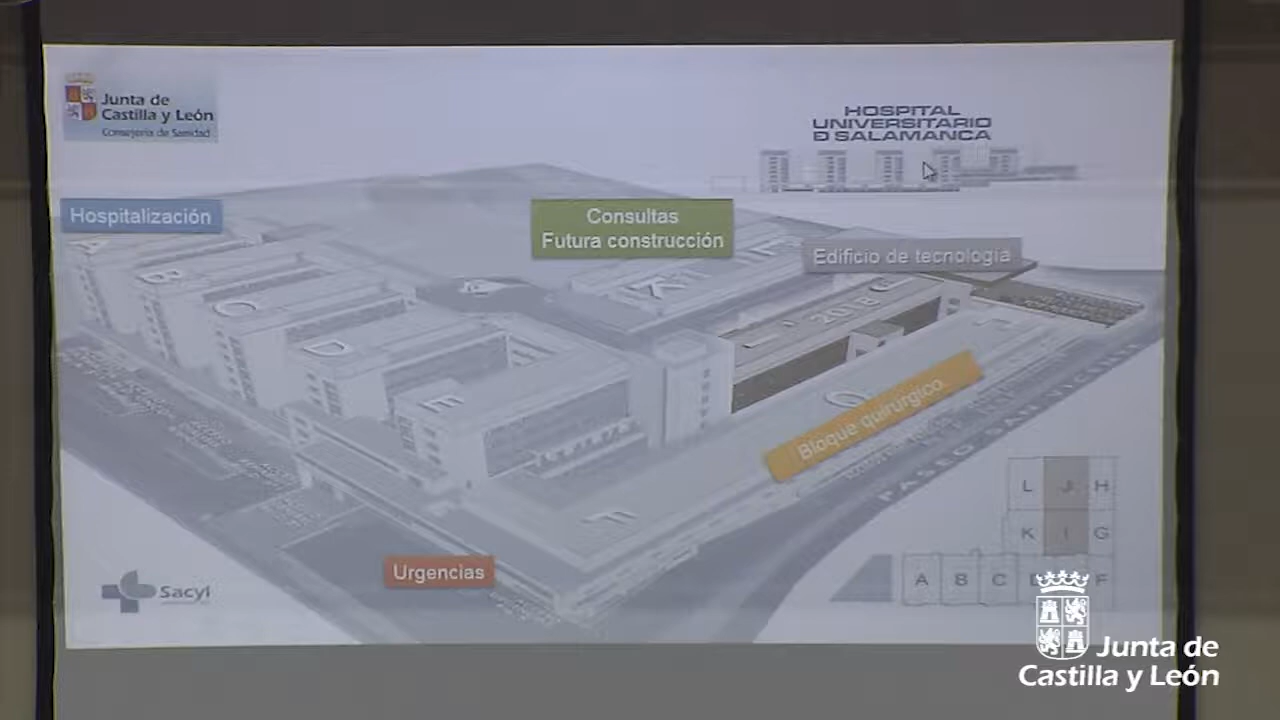 Junta de
Castilla y León
Consejería de Sanidad
HOSPITAL
UNIVERSITARIO
D SALAMANCA
Hospitalización
Consultas
Futura construcción
Edificio de tecnología
A
B
C
D
E
F
G
2018
Bloque quirúrgico
PASEO SAN VICENTE
Urgencias
Sacyl
L J H
K I G
A B C D F
Junta de
Castilla y León